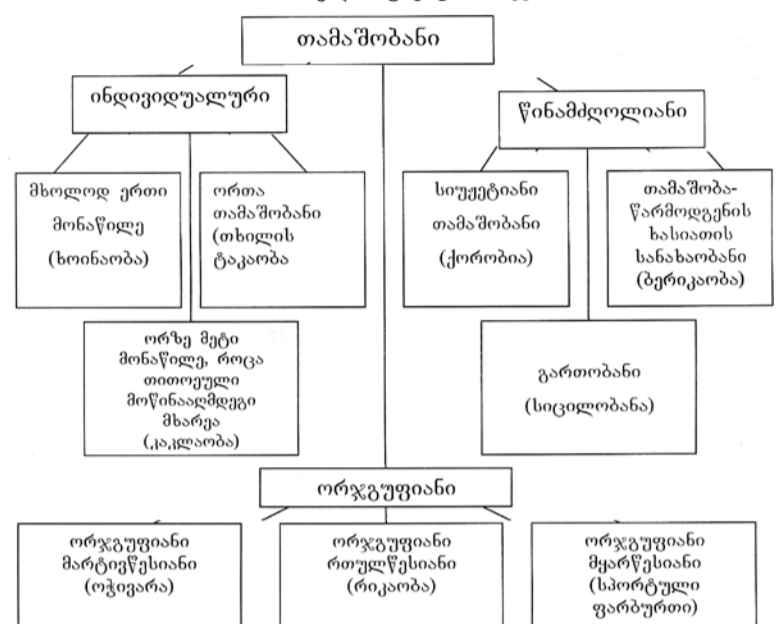 თამაშობანი
ინდივიდუალური
წინამძღოლიანი
მხოლოდ ერთი
მონაწილე
(ხოინაობა)
ორთა
თამაშობანი
(თხილის
ტაკაობა
სიუჟეტიანი
თამაშობანი
(ქორობია)
თამაშობა-
წარმოდგენის
ხასიათის
სანახაობანი
(ბერიკაობა)
ორზე მეტი
მონაწილე, როცა
თითოეული
მოწინააღმდეგი
მხარეა
(კაკლაობა)
გართობანი
(სიცილობანა)
ორჯგუფიანი
ორჯგუფიანი
მარტივწესიანი
(ოჭივარა)
ორჯგუფიანი
რთულწესიანი
(რიკაობა)
ორჯგუფიანი
მყარწესიანი
(სპორტული
ფარბურთი)